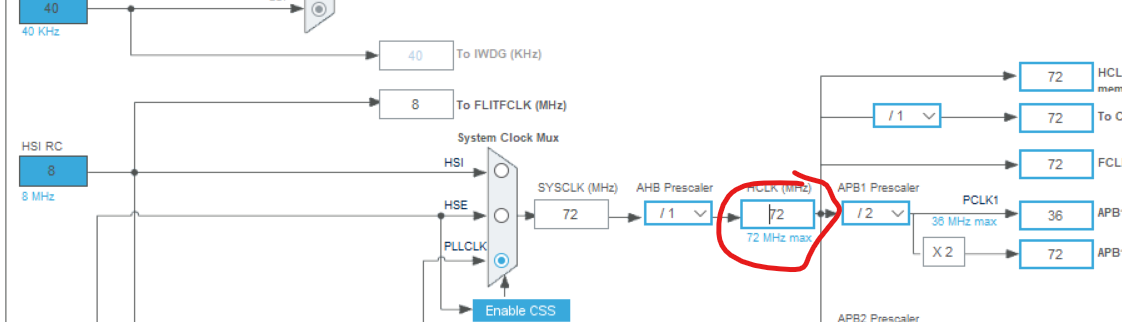 40
40 KHz
40
To IWDG (KHz)
8
To FLITFCLK (MHz)
HSI RC
8
8 MHz
System Clock Mux
HSI
HSE
PLLCLK
Enable CSS
SYSCLK (MHz)
72
AHB Prescaler
/ 1
HCLK (MHz)
72
72 MHz max
APB1 Prescaler
/ 2
PCLK1
36 MHz max
X 2
APB2 Prescaler
72
HCL
mem
/ 1
72
To C
72
FCL
36
APB1
72
APB1